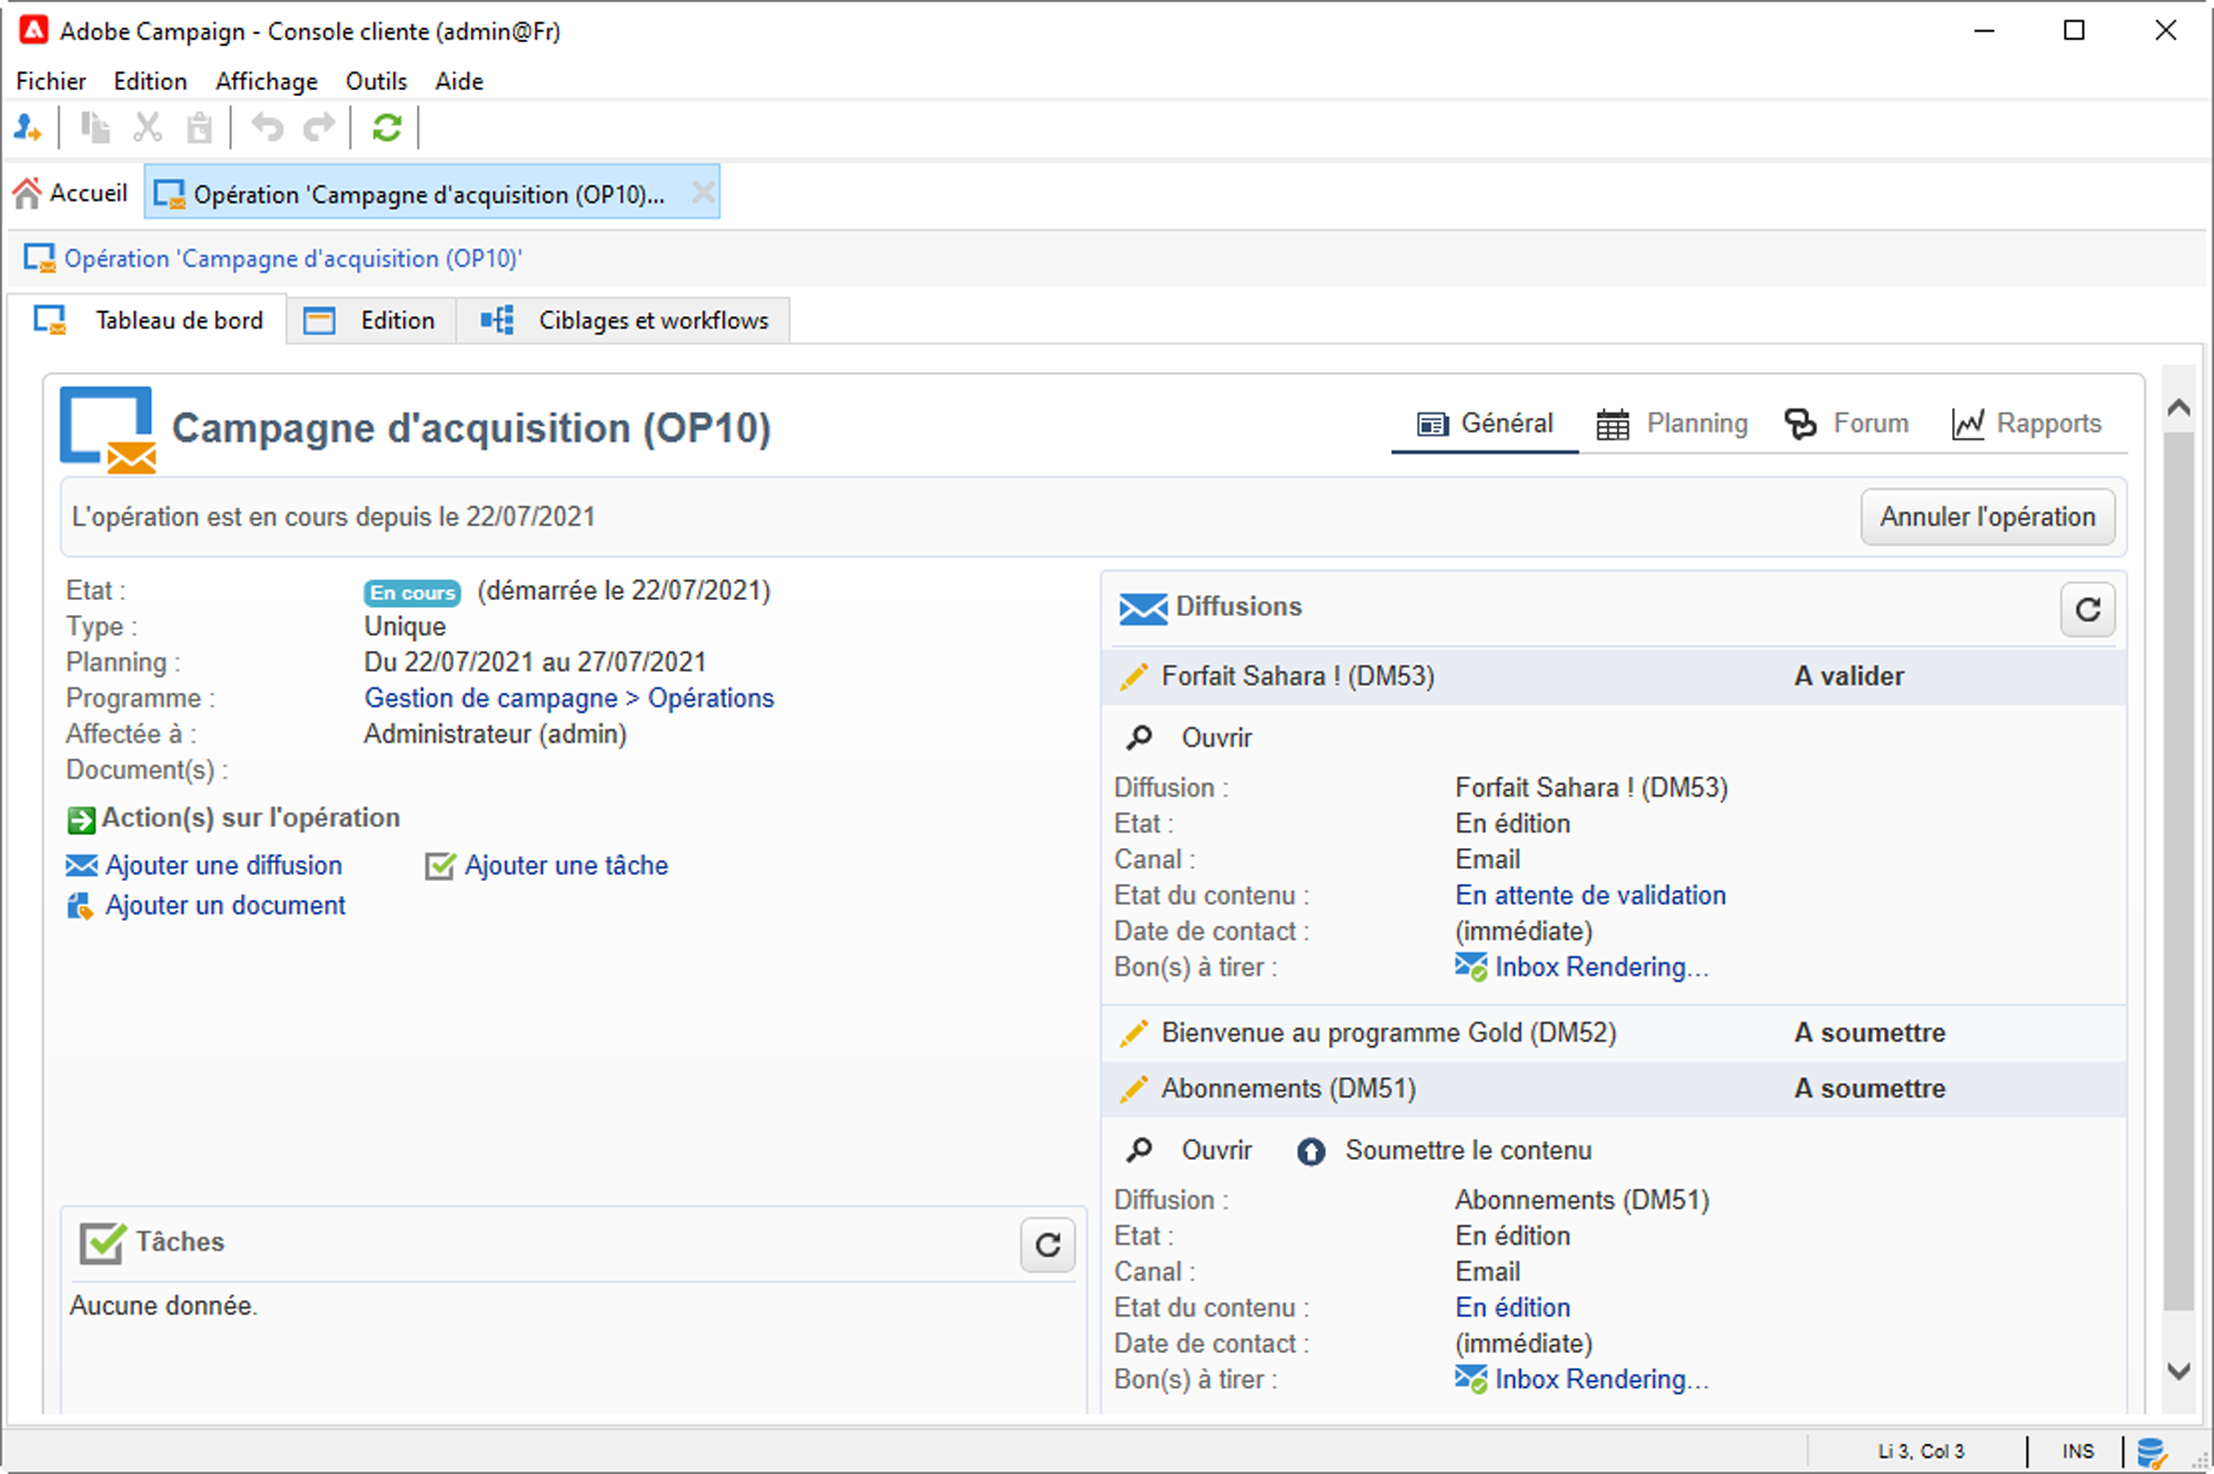 Adobe Campaign - Console cliente (admin@Fr)
Fichier Edition Affichage Outils Aide
Accueil Opération 'Campagne d'acquisition (OP10)...
Opération 'Campagne d'acquisition (OP10)'
Tableau de bord Edition Ciblages et workflows
Campagne d'acquisition (OP10)
Général Planning Forum Rapports
L'opération est en cours depuis le 22/07/2021
Annuler l'opération
Etat : En cours (démarrée le 22/07/2021)
Type : Unique
Planning : Du 22/07/2021 au 27/07/2021
Programme : Gestion de campagne > Opérations
Affectée à : Administrateur (admin)
Document(s) :
Action(s) sur l'opération
Ajouter une diffusion Ajouter une tâche
Ajouter un document
Tâches
Aucune donnée.
Diffusions
Forfait Sahara ! (DM53) A valider
Ouvrir
Diffusion : Forfait Sahara ! (DM53)
Etat : En édition
Canal : Email
Etat du contenu : En attente de validation
Date de contact : (immédiate)
Bon(s) à tirer : Inbox Rendering...
Bienvenue au programme Gold (DM52) A soumettre
Abonnements (DM51) A soumettre
Ouvrir Soumettre le contenu
Diffusion : Abonnements (DM51)
Etat : En édition
Canal : Email
Etat du contenu : En édition
Date de contact : (immédiate)
Bon(s) à tirer : Inbox Rendering...
Li 3, Col 3 INS